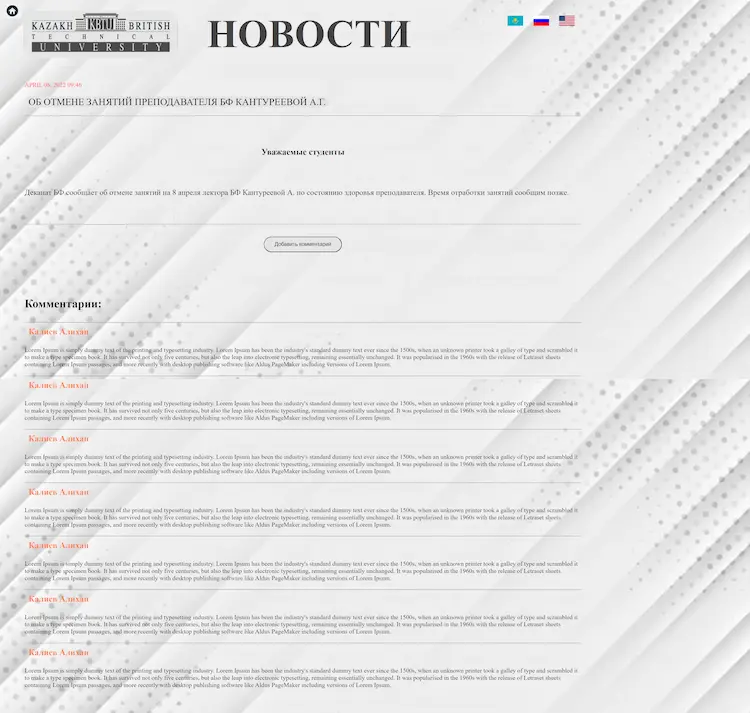 KAZAKH KBTU BRITISH
TECHNICAL
UNIVERSITY
НОВОСТИ
APRIL 06, 2022 09:46
ОБ ОТМЕНЕ ЗАНЯТИЙ ПРЕПОДАВАТЕЛЯ БФ КАНТУРЕЕВОЙ А.Г.
Уважаемые студенты
Деканат БФ сообщает об отмене занятий на 8 апреля лектора БФ Кантуреевой А. по состоянию здоровья преподавателя. Время отработки занятий сообщим позже.
Добавить комментарий
Комментарии:
Калиев Алихан
Lorem Ipsum is simply dummy text of the printing and typesetting industry. Lorem Ipsum has been the industry's standard dummy text ever since the 1500s, when an unknown printer took a galley of type and scrambled it
to make a type specimen book. It has survived not only five centuries, but also the leap into electronic typesetting, remaining essentially unchanged. It was popularised in the 1960s with the release of Letraset sheets
containing Lorem Ipsum passages, and more recently with desktop publishing software like Aldus PageMaker including versions of Lorem Ipsum.
Калиев Алихан
Lorem Ipsum is simply dummy text of the printing and typesetting industry. Lorem Ipsum has been the industry's standard dummy text ever since the 1500s, when an unknown printer took a galley of type and scrambled it
to make a type specimen book. It has survived not only five centuries, but also the leap into electronic typesetting, remaining essentially unchanged. It was popularised in the 1960s with the release of Letraset sheets
containing Lorem Ipsum passages, and more recently with desktop publishing software like Aldus PageMaker including versions of Lorem Ipsum.
Калиев Алихан
Lorem Ipsum is simply dummy text of the printing and typesetting industry. Lorem Ipsum has been the industry's standard dummy text ever since the 1500s, when an unknown printer took a galley of type and scrambled it
to make a type specimen book. It has survived not only five centuries, but also the leap into electronic typesetting, remaining essentially unchanged. It was popularised in the 1960s with the release of Letraset sheets
containing Lorem Ipsum passages, and more recently with desktop publishing software like Aldus PageMaker including versions of Lorem Ipsum.
Калиев Алихан
Lorem Ipsum is simply dummy text of the printing and typesetting industry. Lorem Ipsum has been the industry's standard dummy text ever since the 1500s, when an unknown printer took a galley of type and scrambled it
to make a type specimen book. It has survived not only five centuries, but also the leap into electronic typesetting, remaining essentially unchanged. It was popularised in the 1960s with the release of Letraset sheets
containing Lorem Ipsum passages, and more recently with desktop publishing software like Aldus PageMaker including versions of Lorem Ipsum.
Калиев Алихан
Lorem Ipsum is simply dummy text of the printing and typesetting industry. Lorem Ipsum has been the industry's standard dummy text ever since the 1500s, when an unknown printer took a galley of type and scrambled it
to make a type specimen book. It has survived not only five centuries, but also the leap into electronic typesetting, remaining essentially unchanged. It was popularised in the 1960s with the release of Letraset sheets
containing Lorem Ipsum passages, and more recently with desktop publishing software like Aldus PageMaker including versions of Lorem Ipsum.
Калиев Алихан
Lorem Ipsum is simply dummy text of the printing and typesetting industry. Lorem Ipsum has been the industry's standard dummy text ever since the 1500s, when an unknown printer took a galley of type and scrambled it
to make a type specimen book. It has survived not only five centuries, but also the leap into electronic typesetting, remaining essentially unchanged. It was popularised in the 1960s with the release of Letraset sheets
containing Lorem Ipsum passages, and more recently with desktop publishing software like Aldus PageMaker including versions of Lorem Ipsum.
Калиев Алихан
Lorem Ipsum is simply dummy text of the printing and typesetting industry. Lorem Ipsum has been the industry's standard dummy text ever since the 1500s, when an unknown printer took a galley of type and scrambled it
to make a type specimen book. It has survived not only five centuries, but also the leap into electronic typesetting, remaining essentially unchanged. It was popularised in the 1960s with the release of Letraset sheets
containing Lorem Ipsum passages, and more recently with desktop publishing software like Aldus PageMaker including versions of Lorem Ipsum.